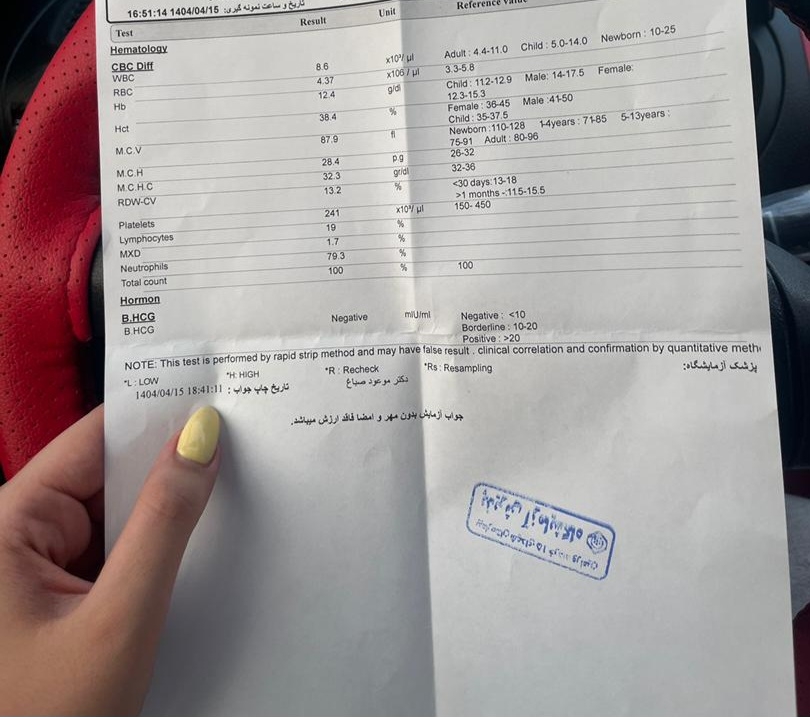 تاریخ و ساعت نمونه گیری: 1404/04/15 16:51:14
Test Result Unit Reference Value
Hematology
CBC Diff
WBC 8.6 x10³/ µl Adult : 4.4-11.0 Child : 5.0-14.0 Newborn : 10-25
RBC 4.37 x106 / µl 3.3-5.8
Hb 12.4 g/dl Child : 11.2-12.9 Male: 14-17.5 Female:
12.3-15.3
Hct 38.4 % Female : 36-45 Male :41-50
Child : 35-37.5
M.C.V 87.9 fl Newborn :110-128 1-4years : 71-85 5-13years :
75-91 Adult : 80-96
M.C.H 28.4 p.g 26-32
M.C.H.C 32.3 gr/dl 32-36
RDW-CV 13.2 % <30 days:13-18
>1 months -:11.5-15.5
Platelets 241 x10³/ µl 150- 450
Lymphocytes 19 %
MXD 1.7 %
Neutrophils 79.3 %
Total count 100 % 100
Hormon
B.HCG
B.HCG Negative mIU/ml Negative : <10
Borderline : 10-20
Positive : >20
NOTE: This test is performed by rapid strip method and may have false result . clinical correlation and confirmation by quantitative
*L : LOW *H: HIGH *R : Recheck *Rs : Resampling پزشک آزمایشگاه:
تاریخ چاپ جواب : 1404/04/15 18:41:11 دکتر موعود صباغ
جواب آزمایش بدون مهر و امضا فاقد ارزش میباشد.
پذیرش آزمایشگاه